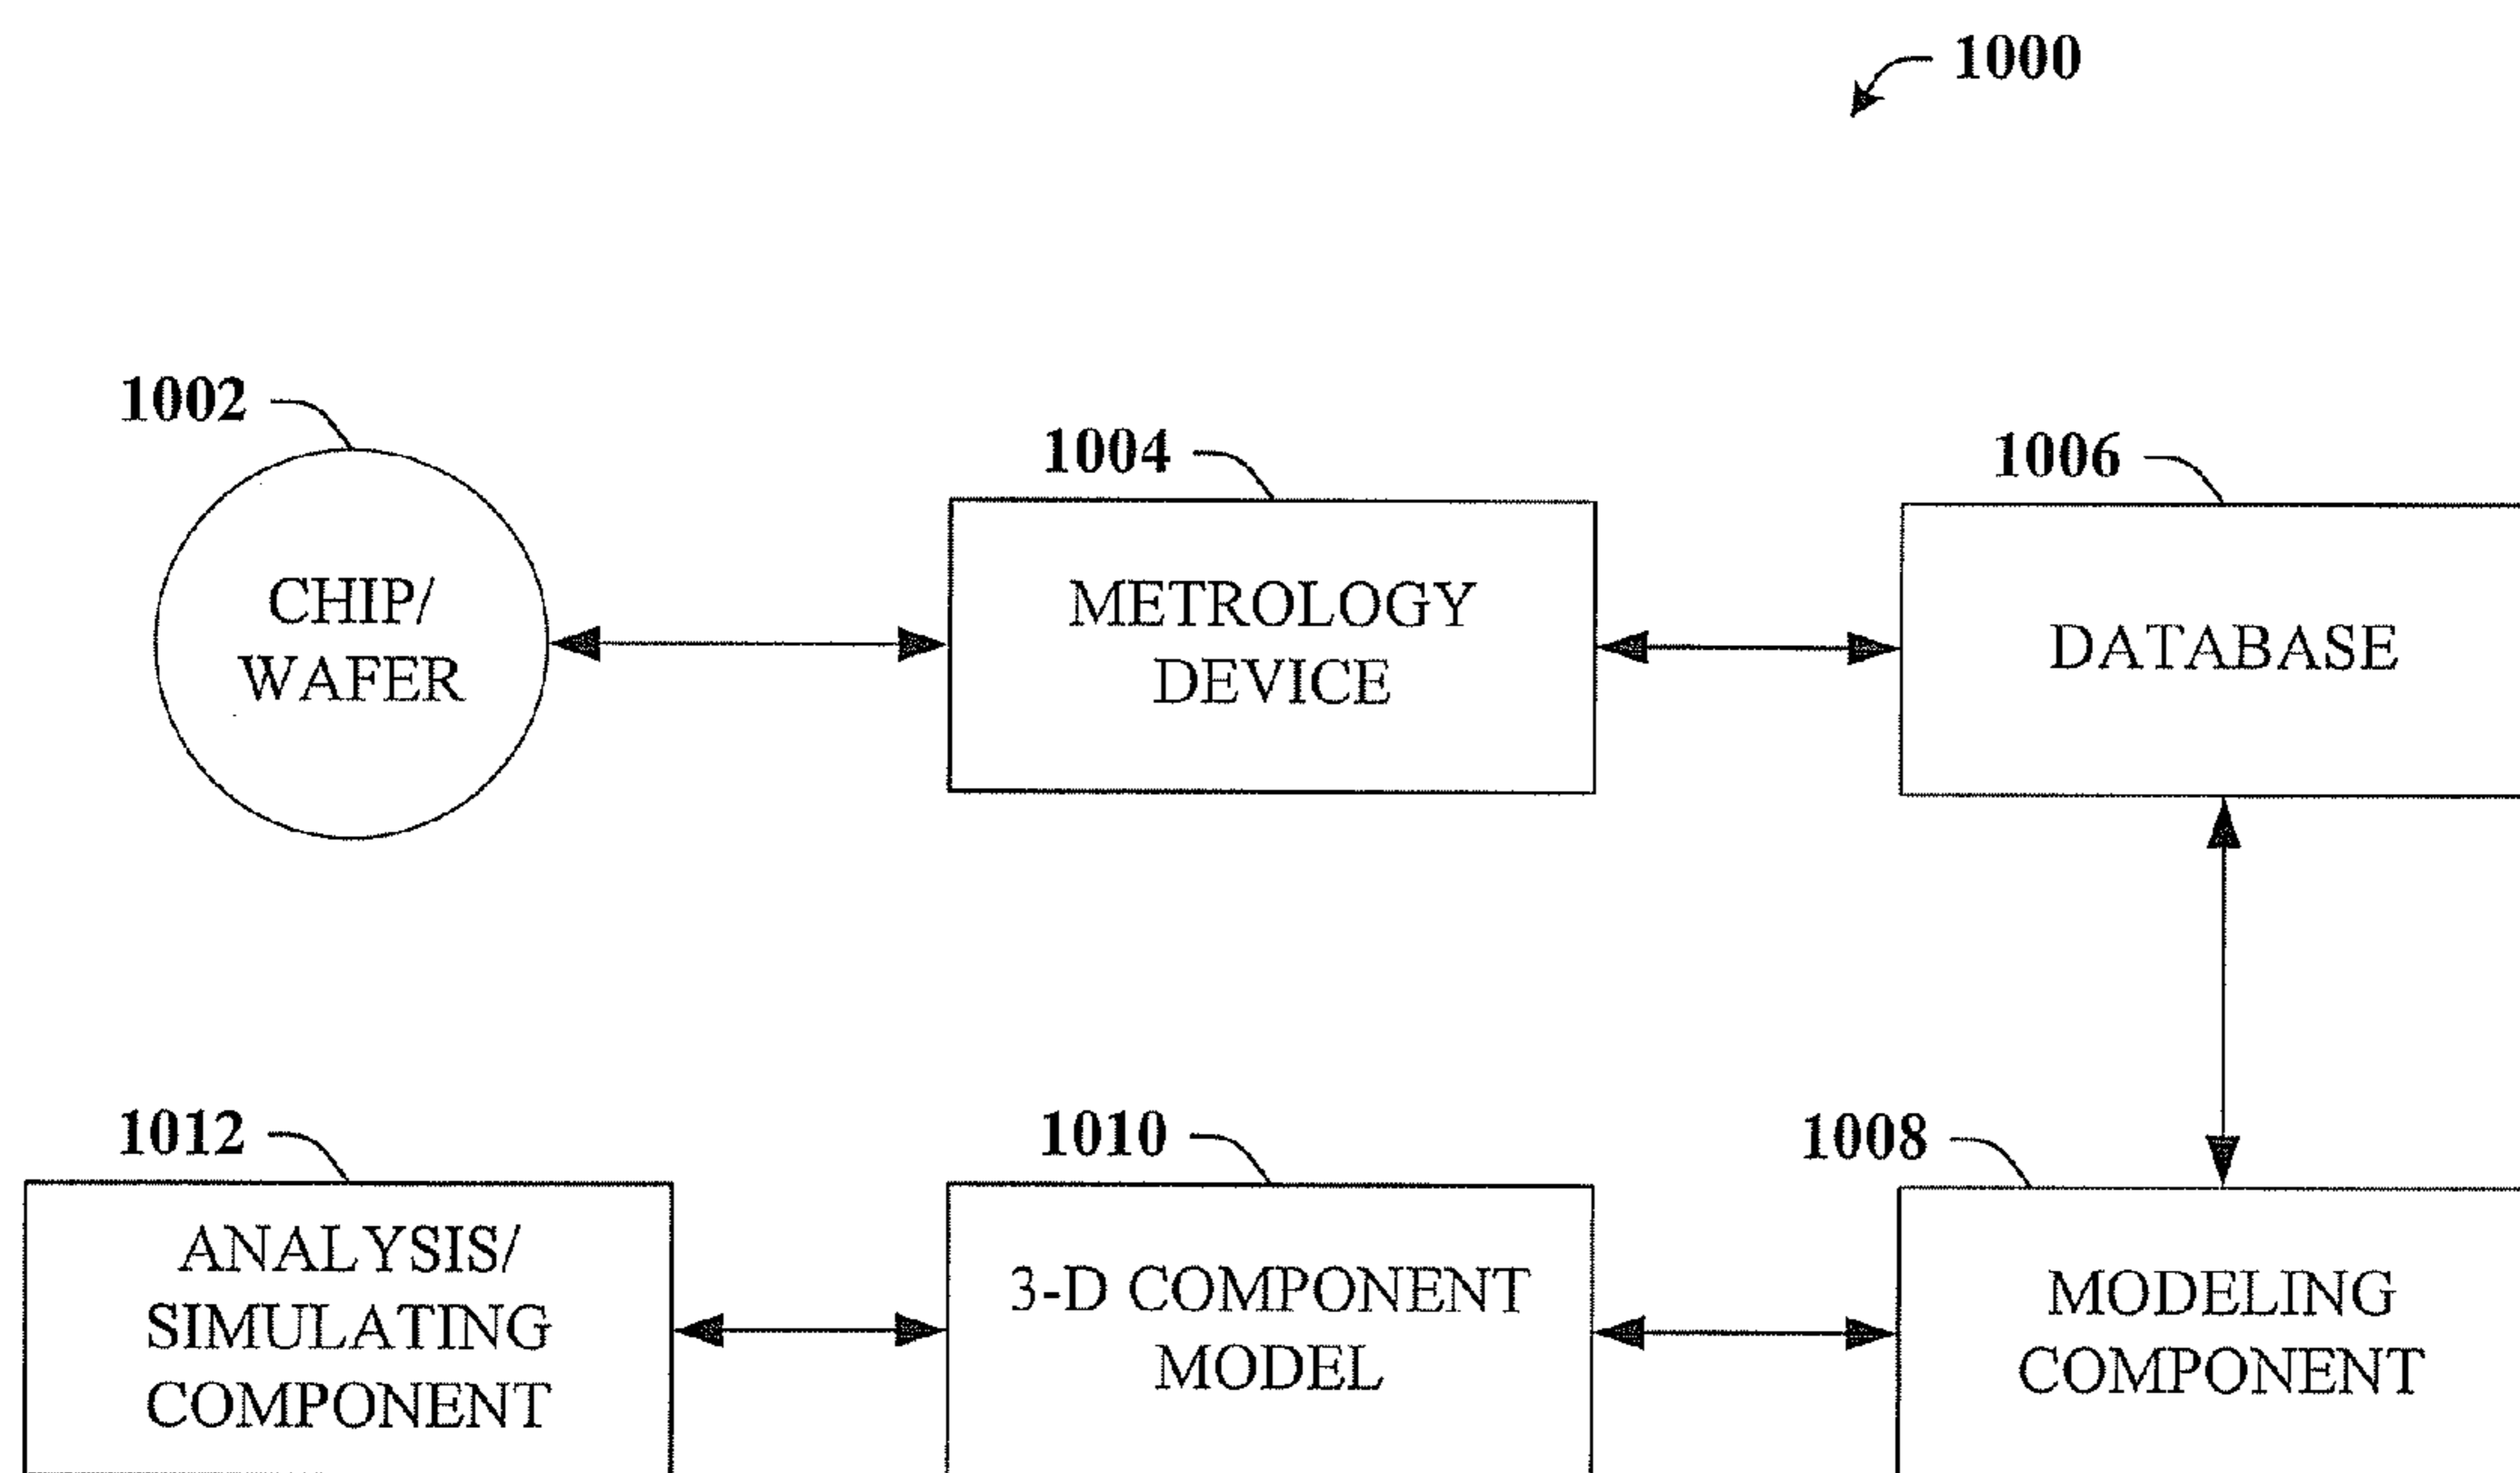 1000
1002
1004
1006
CHIP/
WAFER
METROLOGY
DEVICE
DATABASE
1012
1010
1008
ANALYSIS/
SIMULATING
COMPONENT
3-D COMPONENT
MODEL
MODELING
COMPONENT